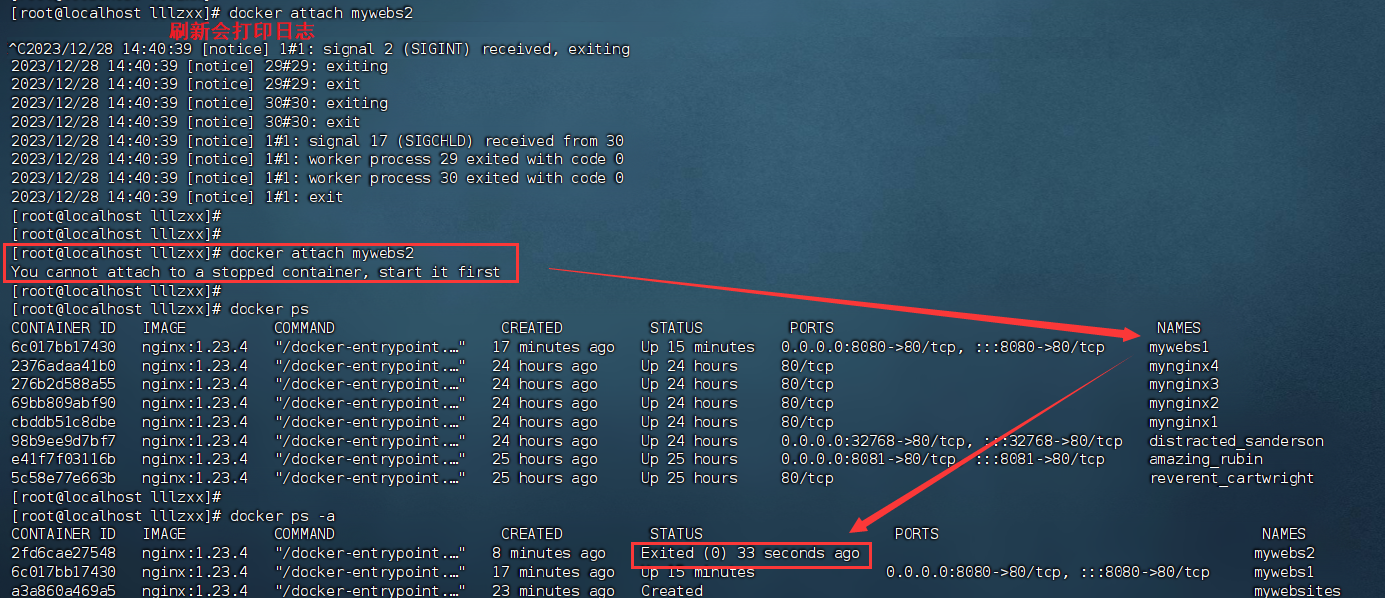 [root@localhost lllzxx]# docker attach mywebs2
刷新会打印日志
^C2023/12/28 14:40:39 [notice] 1#1: signal 2 (SIGINT) received, exiting
2023/12/28 14:40:39 [notice] 29#29: exiting
2023/12/28 14:40:39 [notice] 29#29: exit
2023/12/28 14:40:39 [notice] 30#30: exiting
2023/12/28 14:40:39 [notice] 30#30: exit
2023/12/28 14:40:39 [notice] 1#1: signal 17 (SIGCHLD) received from 30
2023/12/28 14:40:39 [notice] 1#1: worker process 29 exited with code 0
2023/12/28 14:40:39 [notice] 1#1: worker process 30 exited with code 0
2023/12/28 14:40:39 [notice] 1#1: exit
[root@localhost lllzxx]#
[root@localhost lllzxx]#
[root@localhost lllzxx]# docker attach mywebs2
You cannot attach to a stopped container, start it first
[root@localhost lllzxx]#
[root@localhost lllzxx]# docker ps
CONTAINER ID   IMAGE          COMMAND                   CREATED          STATUS          PORTS                                     NAMES
6c017bb17430   nginx:1.23.4   "/docker-entrypoint.…"   17 minutes ago   Up 15 minutes   0.0.0.0:8080->80/tcp, :::8080->80/tcp     mywebs1
2376adaa41b0   nginx:1.23.4   "/docker-entrypoint.…"   24 hours ago     Up 24 hours     80/tcp                                    mynginx4
276b2d588a55   nginx:1.23.4   "/docker-entrypoint.…"   24 hours ago     Up 24 hours     80/tcp                                    mynginx3
69bb809abf90   nginx:1.23.4   "/docker-entrypoint.…"   24 hours ago     Up 24 hours     80/tcp                                    mynginx2
cbddb51c8dbe   nginx:1.23.4   "/docker-entrypoint.…"   24 hours ago     Up 24 hours     80/tcp                                    mynginx1
98b9ee9d7bf7   nginx:1.23.4   "/docker-entrypoint.…"   24 hours ago     Up 24 hours     0.0.0.0:32768->80/tcp, :::32768->80/tcp   distracted_sanderson
e41f7f03116b   nginx:1.23.4   "/docker-entrypoint.…"   25 hours ago     Up 25 hours     0.0.0.0:8081->80/tcp, :::8081->80/tcp     amazing_rubin
5c58e77e663b   nginx:1.23.4   "/docker-entrypoint.…"   25 hours ago     Up 25 hours     80/tcp                                    reverent_cartwright
[root@localhost lllzxx]#
[root@localhost lllzxx]# docker ps -a
CONTAINER ID   IMAGE          COMMAND                   CREATED          STATUS                      PORTS                                     NAMES
2fd6cae27548   nginx:1.23.4   "/docker-entrypoint.…"   8 minutes ago    Exited (0) 33 seconds ago                                             mywebs2
6c017bb17430   nginx:1.23.4   "/docker-entrypoint.…"   17 minutes ago   Up 15 minutes               0.0.0.0:8080->80/tcp, :::8080->80/tcp     mywebs1
a3a860a469a5   nginx:1.23.4   "/docker-entrypoint.…"   23 minutes ago   Created                                                               mywebsites